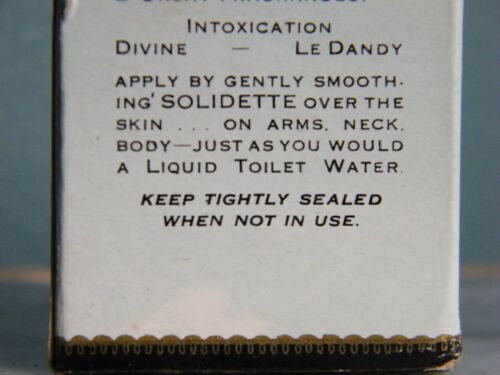 INTOXICATION
DIVINE — LE DANDY
APPLY BY GENTLY SMOOTH-
ING' SOLIDETTE OVER THE
SKIN ... ON ARMS, NECK,
BODY—JUST AS YOU WOULD
A LIQUID TOILET WATER.
KEEP TIGHTLY SEALED
WHEN NOT IN USE.